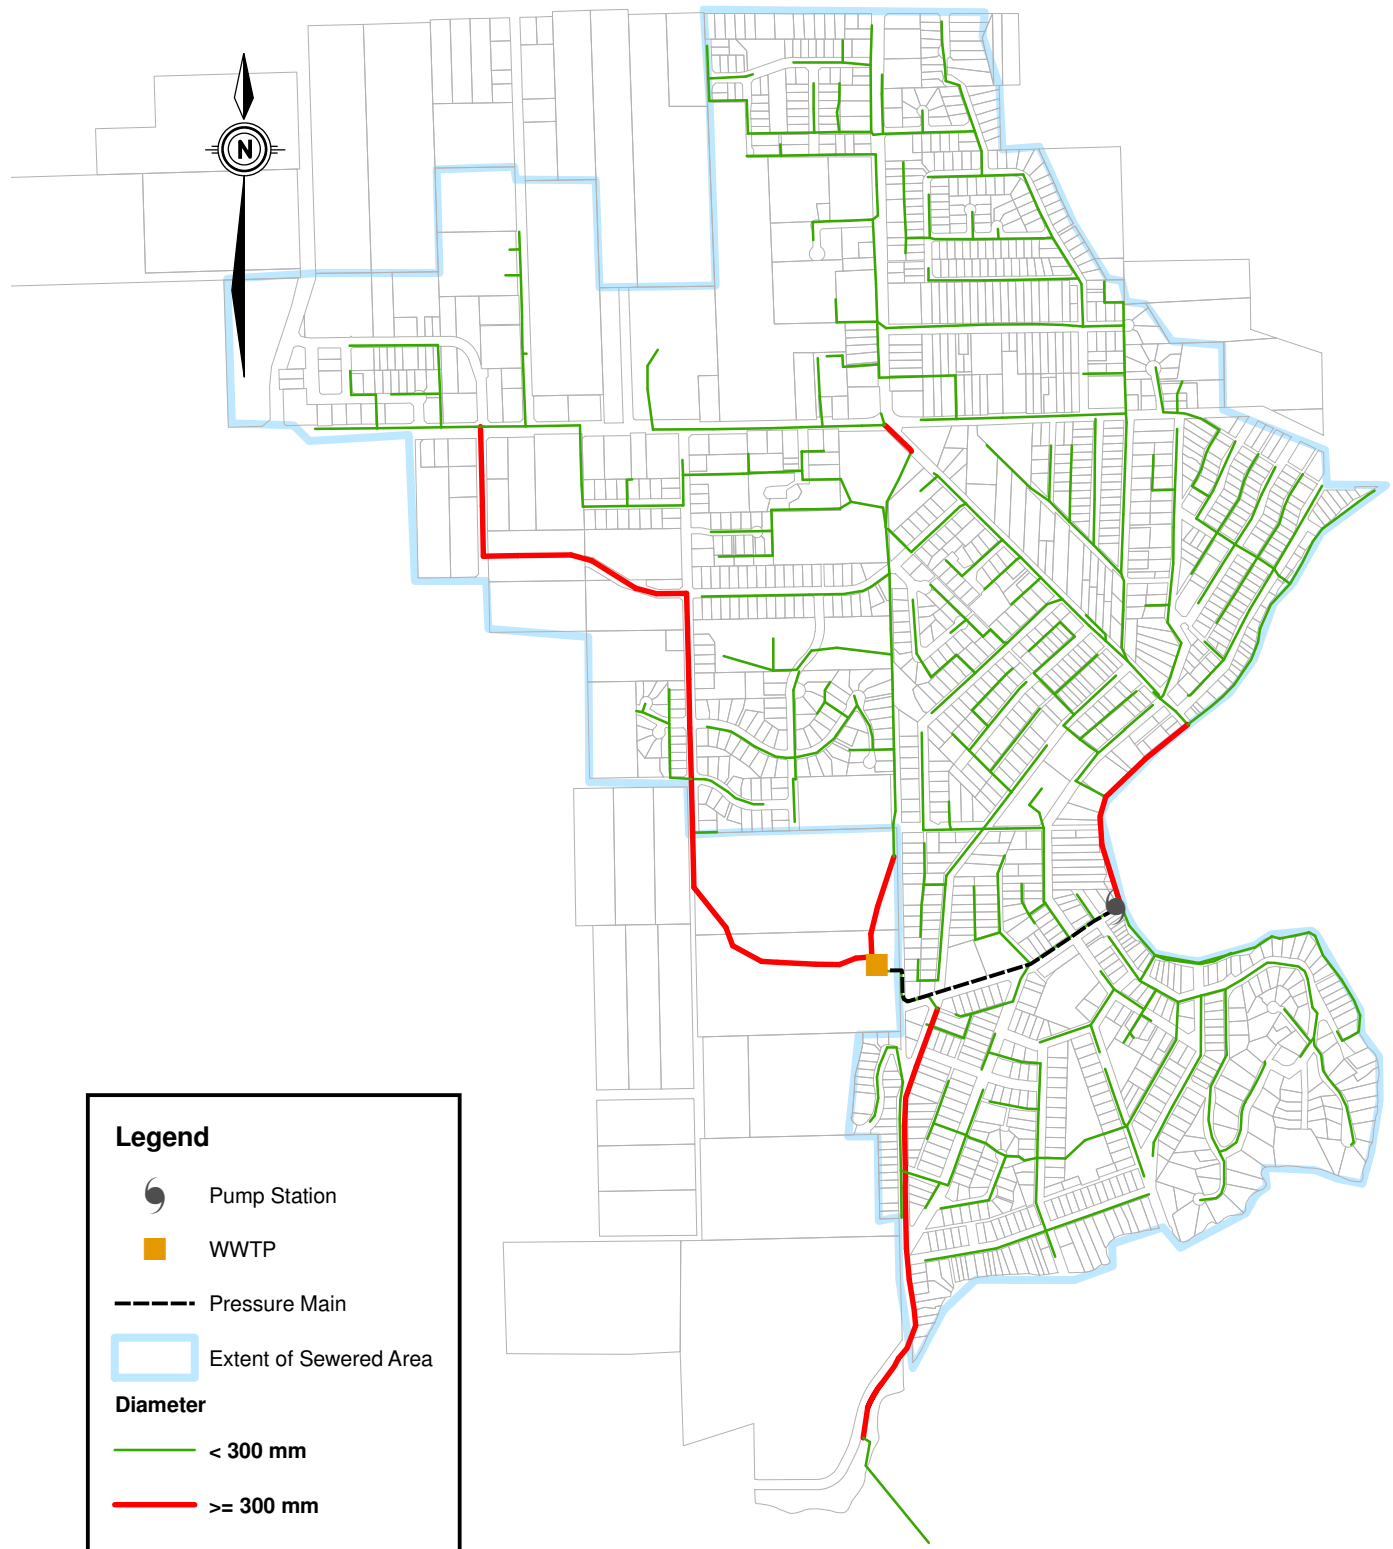 N
Legend
Pump Station
WWTP
Pressure Main
Extent of Sewered Area
Diameter
< 300 mm
>= 300 mm